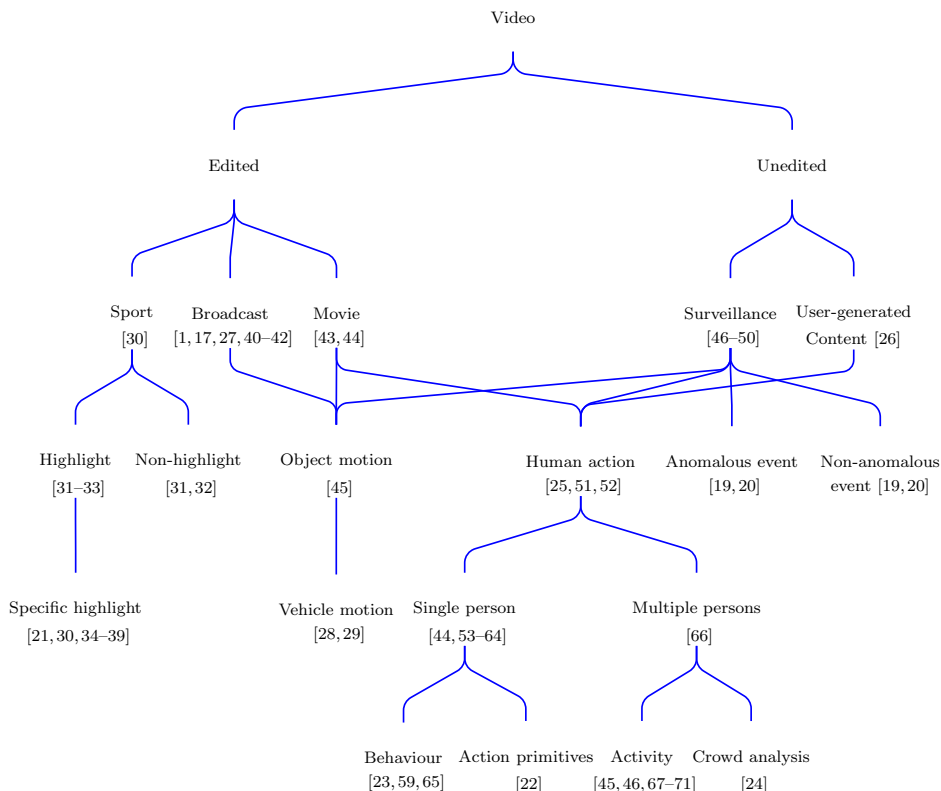 Video
Edited
Unedited
Sport
[30]
Broadcast
[1, 17, 27, 40–42]
Movie
[43, 44]
Surveillance
[46–50]
User-generated
Content [26]
Highlight
[31–33]
Non-highlight
[31, 32]
Object motion
[45]
Human action
[25, 51, 52]
Anomalous event
[19, 20]
Non-anomalous
event [19, 20]
Specific highlight
[21, 30, 34–39]
Vehicle motion
[28, 29]
Single person
[44, 53–64]
Multiple persons
[66]
Behaviour
[23, 59, 65]
Action primitives
[22]
Activity
[45, 46, 67–71]
Crowd analysis
[24]